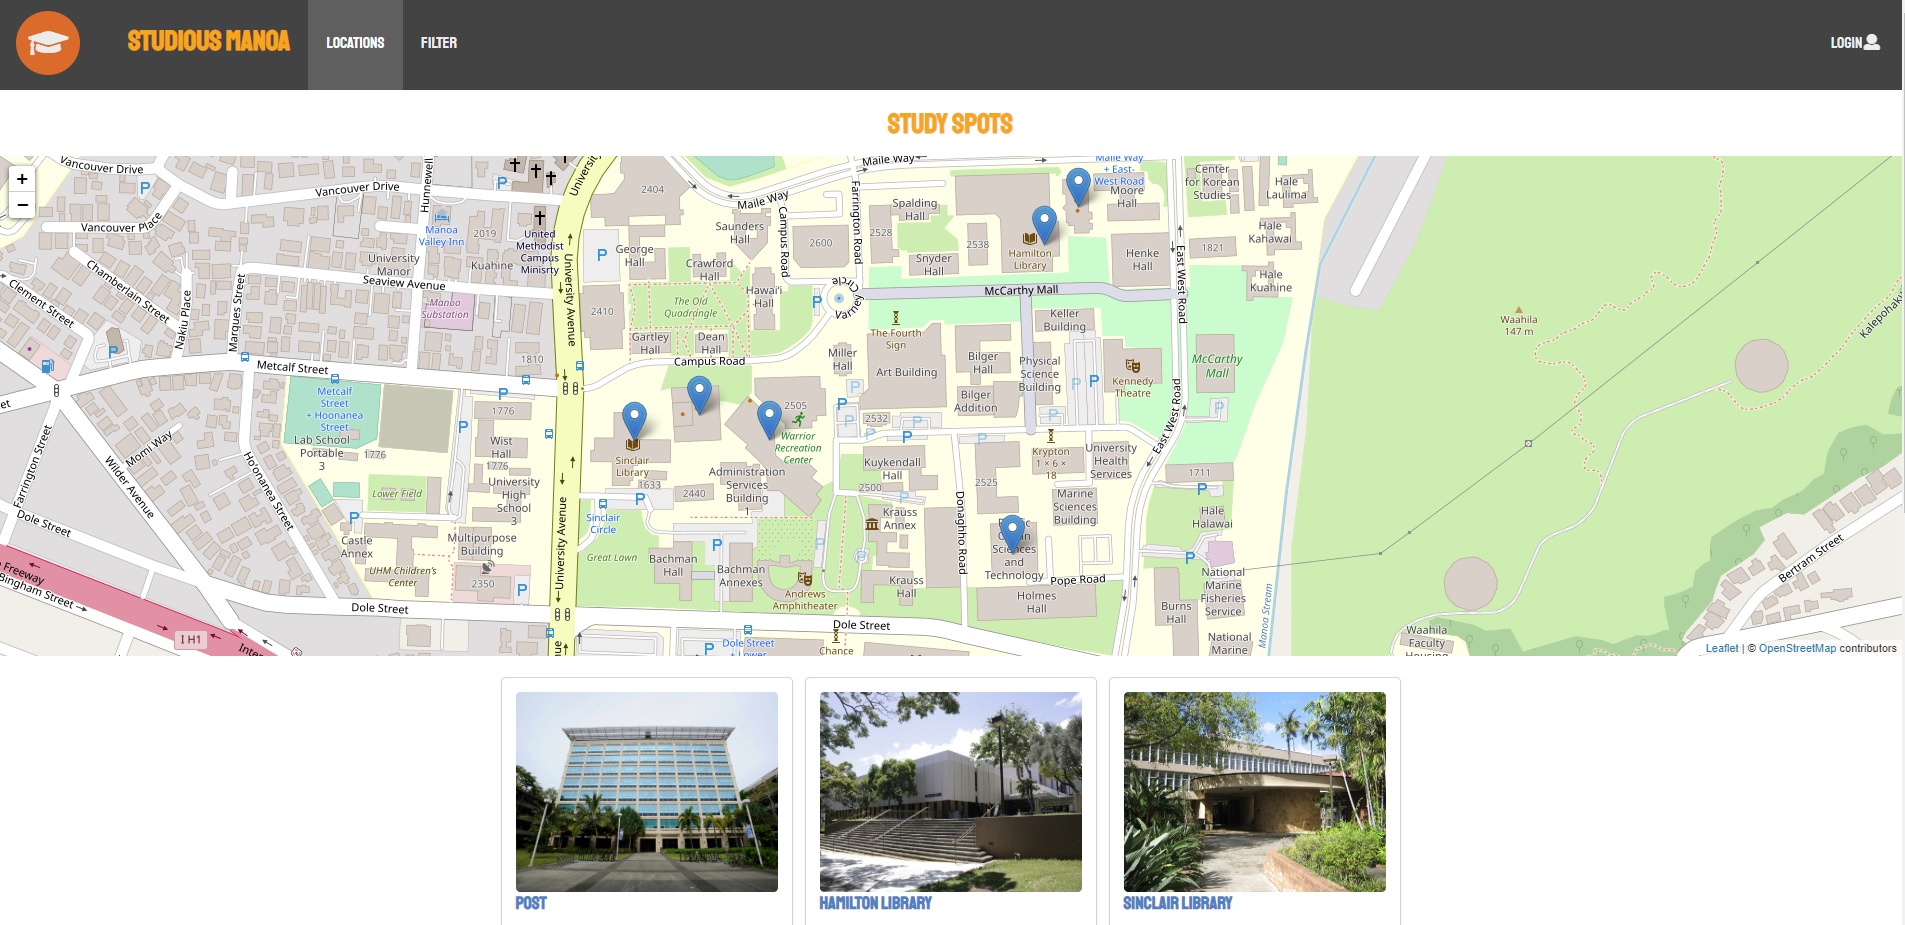 STUDIOUS MANOA
LOCATIONS
FILTER
LOGIN
STUDY SPOTS
+
−
Vancouver Drive
Vancouver Drive
Vancouver Place
Hunnewell
Manoa
Valley Inn
2019
Kuahine
University
Manor
Seaview Avenue
Manoa
Substation
Chamberlain Street
Clement Street
Nakiu Place
Marques Street
United
Methodist
Campus
Minisrty
University Avenue
1810
Metcalf Street
Metcalf
Street
+ Hoonanea
Street
Lab School
Portable
3
1776
1776
Wist
Hall
1776
University
High
School
3
Lower Field
Farrington Street
Momi Way
Wilder Avenue
Ho'onanea Street
Dole Street
Castle
Annex
UHM Children's
Center
Multipurpose
Building
2350
Freeway
Bingham Street
I H1
Dole Street
2404
Maile Way
Maile Way
Maile Way
+ East-
West Road
Moore
Hall
Center
for Korean
Studies
Hale
Laulima
Saunders
Hall
Campus Road
2600
Farrington Road
Spalding
Hall
2528
2538
Snyder
Hall
Hamilton
Library
Henke
Hall
1821
Hale
Kahawai
Hale
Kuahine
East West Road
George
Hall
Crawford
Hall
Hawai'i
Hall
The Old
Quadrangle
2410
Gartley
Hall
Dean
Hall
Campus Road
Varney
Circle
McCarthy Mall
The Fourth
Sign
Miller
Hall
Art Building
Bilger
Hall
Bilger
Addition
Keller
Building
Physical
Science
Building
Kennedy
Theatre
McCarthy
Mall
Waahila
147 m
2505
Warrior
Recreation
Center
2532
Sinclair
Library
1633
2440
Administration
Services
Building
1
Kuykendall
Hall
2500
2525
Krypton
1 × 6 ×
18
University
Health
Services
East West Road
1711
Marine
Sciences
Building
Hale
Halawai
Sinclair
Circle
University Avenue
Great Lawn
Bachman
Hall
Bachman
Annexes
Andrews
Amphitheater
Krauss
Annex
Krauss
Hall
Donaghho Road
Sciences
and
Technology
Pope Road
Holmes
Hall
National
Marine
Fisheries
Service
Burns
Hall
National
Marine
Manoa Stream
Dole Street
Dole Street
Chance
Waahila
Faculty
Bertram Street
Leaflet | © OpenStreetMap contributors
POST
HAMILTON LIBRARY
SINCLAIR LIBRARY